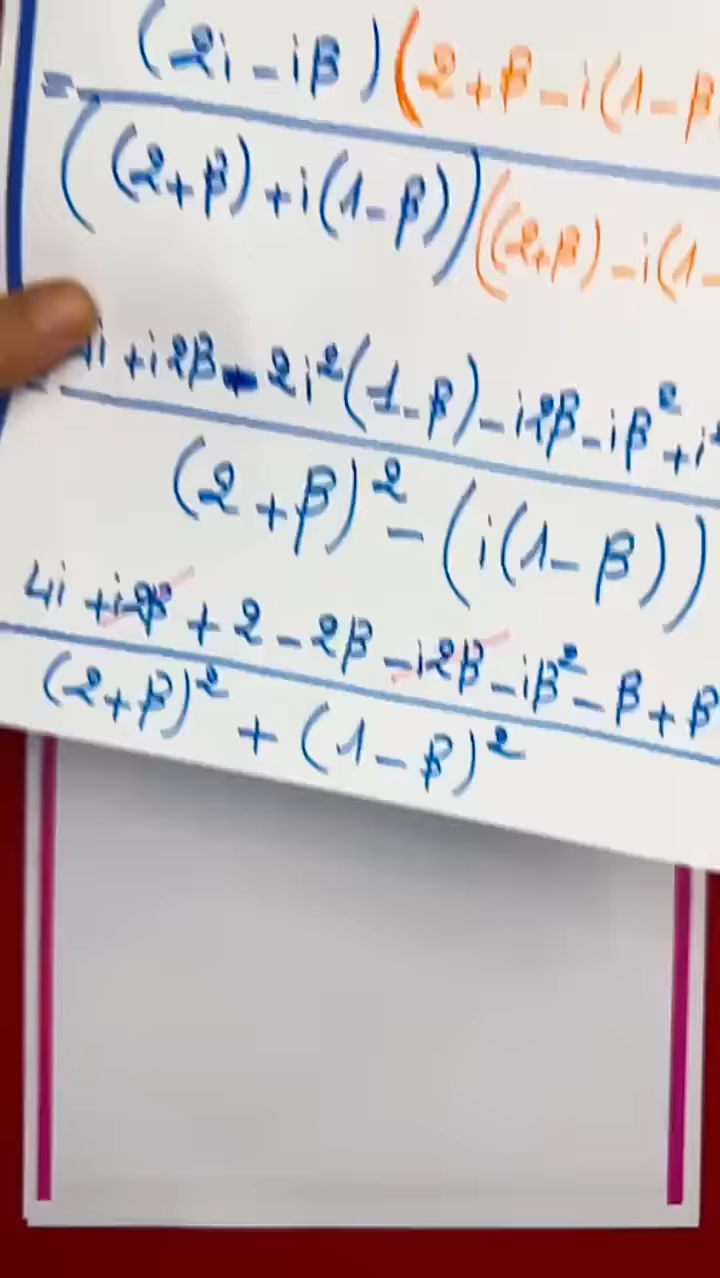 = (2i - iβ)(2+β - i(1-β
((2+β) + i(1-β))((2+β) - i(1-
4i + i2β - 2i²(1-β) - i2β - iβ² + i²
(2+β)² - (i(1-β))
4i + i2β + 2 - 2β - i2β - iβ² - β + β
(2+β)² + (1-β)²